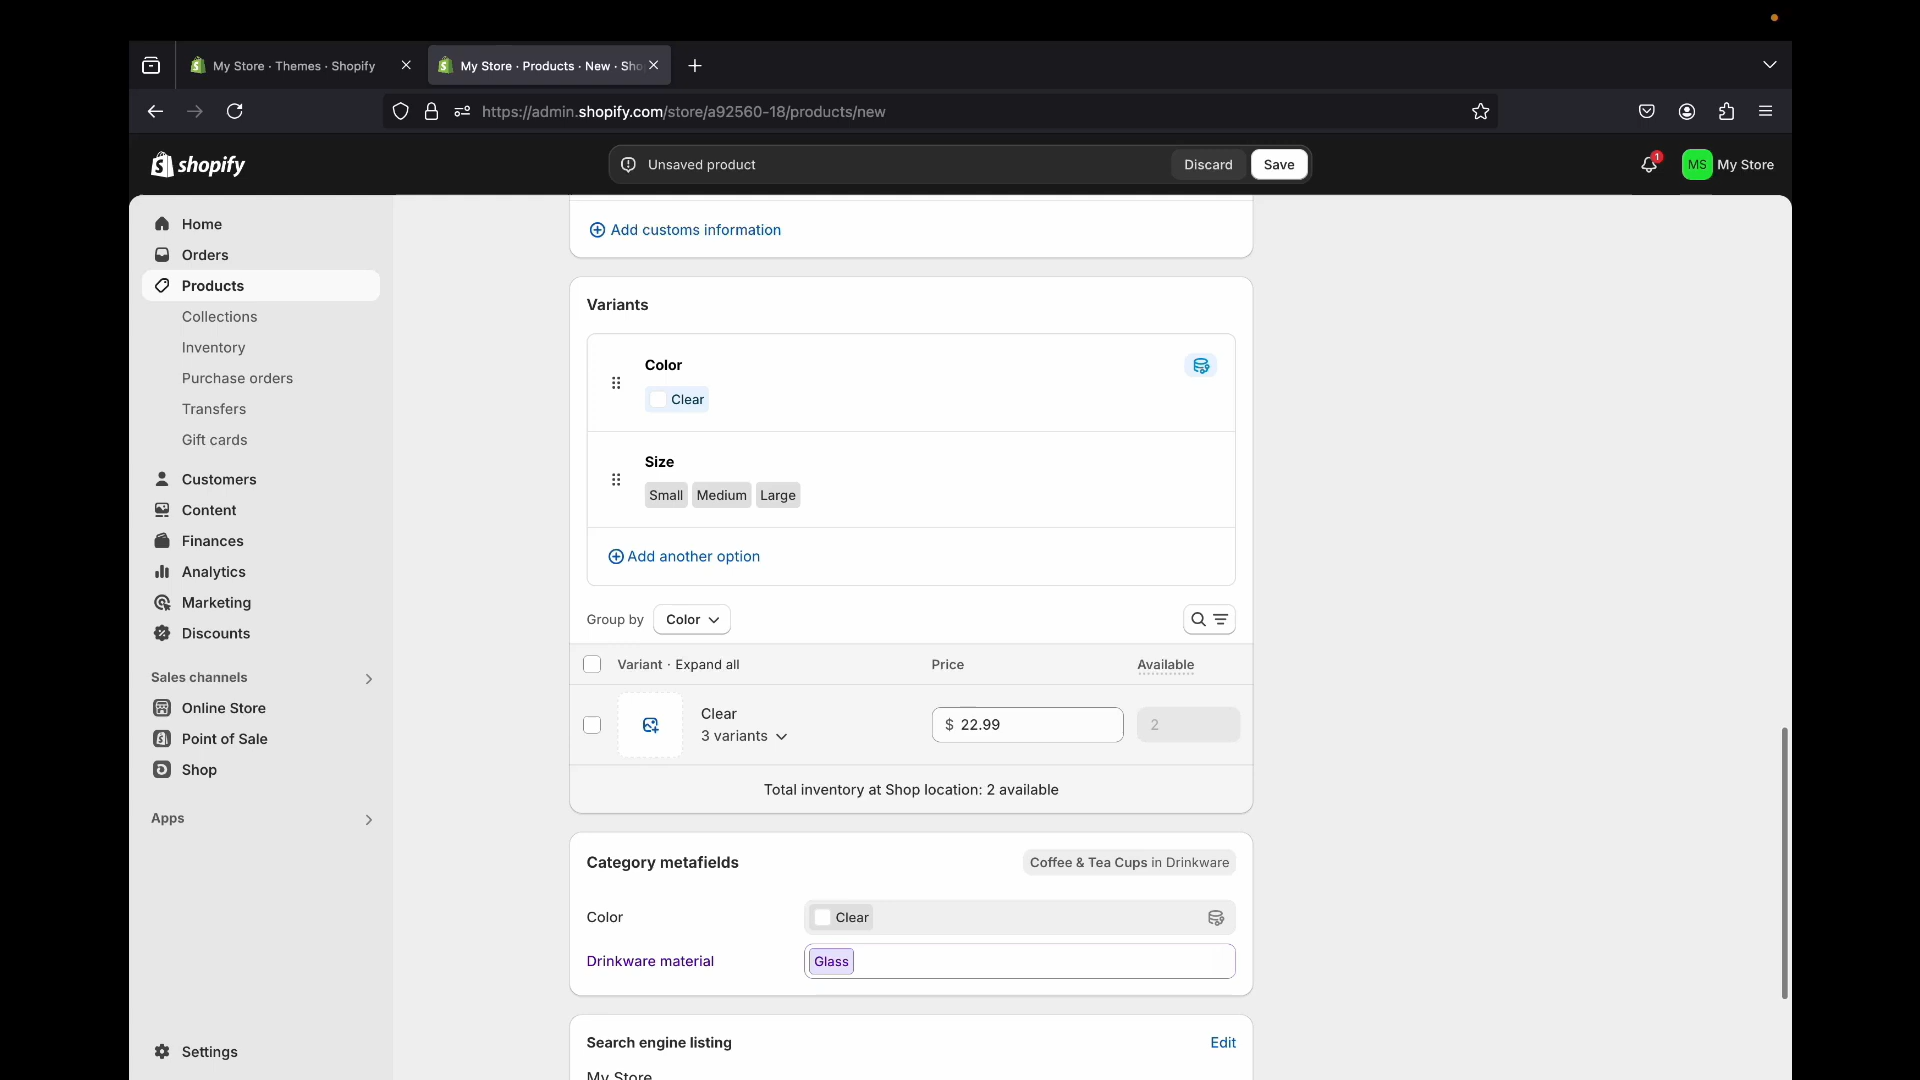 My Store · Themes · Shopify
My Store · Products · New · Sho
https://admin.shopify.com/store/a92560-18/products/new
shopify
Unsaved product
Discard
Save
1
MS
My Store
Home
Orders
Products
Collections
Inventory
Purchase orders
Transfers
Gift cards
Customers
Content
Finances
Analytics
Marketing
Discounts
Sales channels
Online Store
Point of Sale
Shop
Apps
Settings
Add customs information
Variants
Color
Clear
Size
Small Medium Large
Add another option
Group by Color
Variant · Expand all Price Available
Clear
3 variants
$ 22.99
2
Total inventory at Shop location: 2 available
Category metafields
Coffee & Tea Cups in Drinkware
Color Clear
Drinkware material Glass
Search engine listing
Edit
My Store